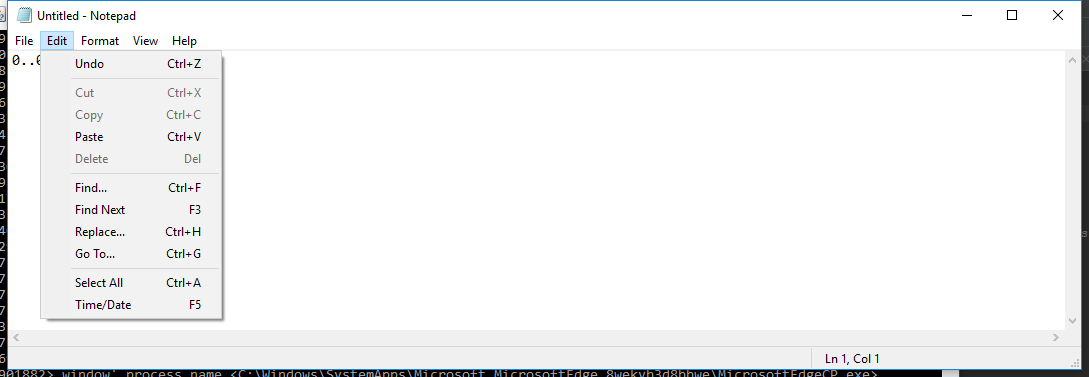 Untitled - Notepad
File Edit Format View Help
0..0
Undo Ctrl+Z
Cut Ctrl+X
Copy Ctrl+C
Paste Ctrl+V
Delete Del
Find... Ctrl+F
Find Next F3
Replace... Ctrl+H
Go To... Ctrl+G
Select All Ctrl+A
Time/Date F5
Ln 1, Col 1
901882> window' process name <C:\Windows\SystemApps\Microsoft.MicrosoftEdge_8wekyb3d8bbwe\MicrosoftEdgeCP.exe>